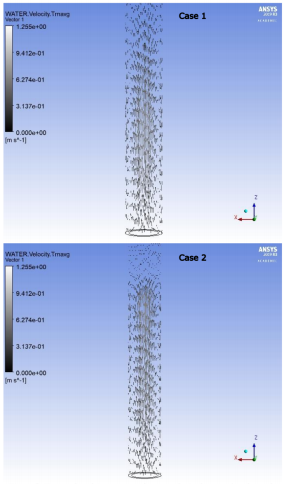 WATER.Velocity.Trnavg
Vector 1
Case 1
ANSYS
1.255e+00
9.412e-01
6.274e-01
3.137e-01
0.000e+00
[m s^-1]
Z
X
Y
WATER.Velocity.Trnavg
Vector 1
Case 2
ANSYS
1.255e+00
9.412e-01
6.274e-01
3.137e-01
0.000e+00
[m s^-1]
Z
X
Y